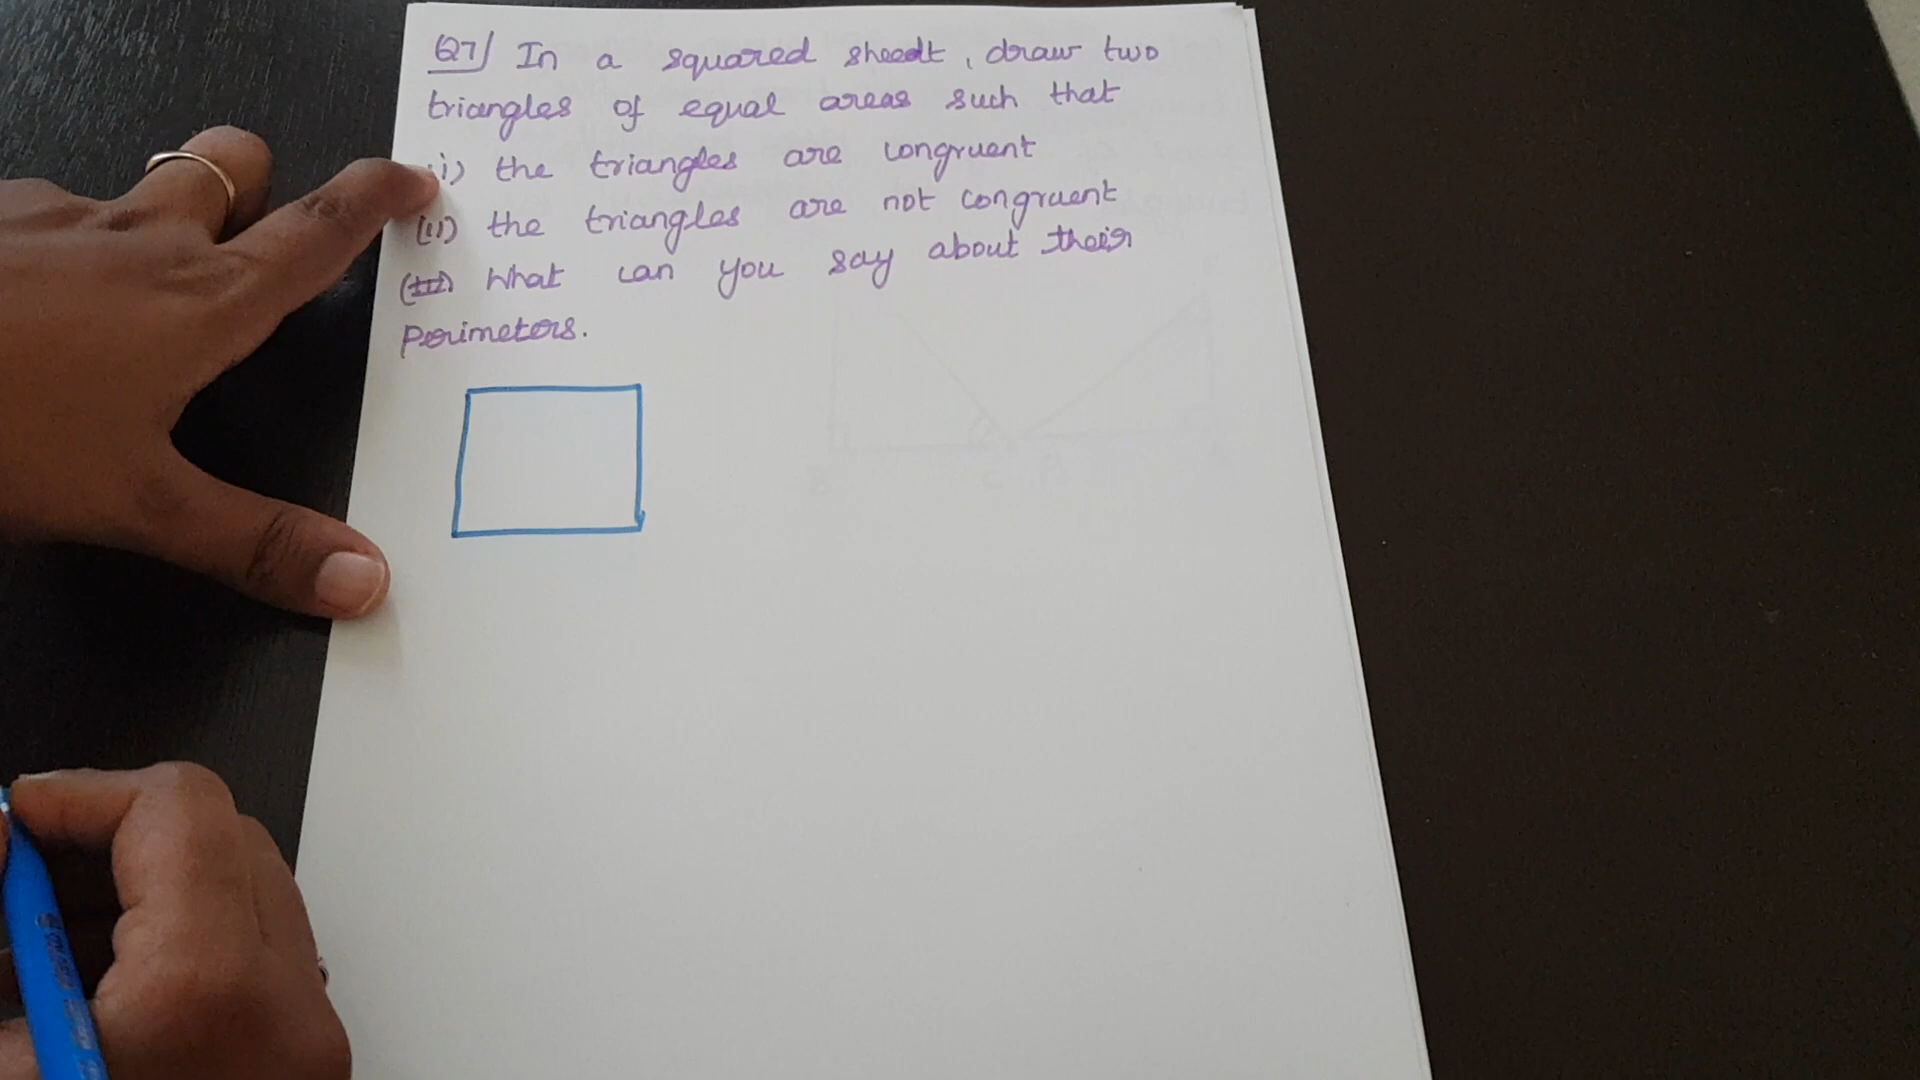 Q7) In a squared sheedt, draw two
triangles of equal areas such that
(i) the triangles are congruent
(ii) the triangles are not congruent
(iii) What can you say about their
Perimeters.